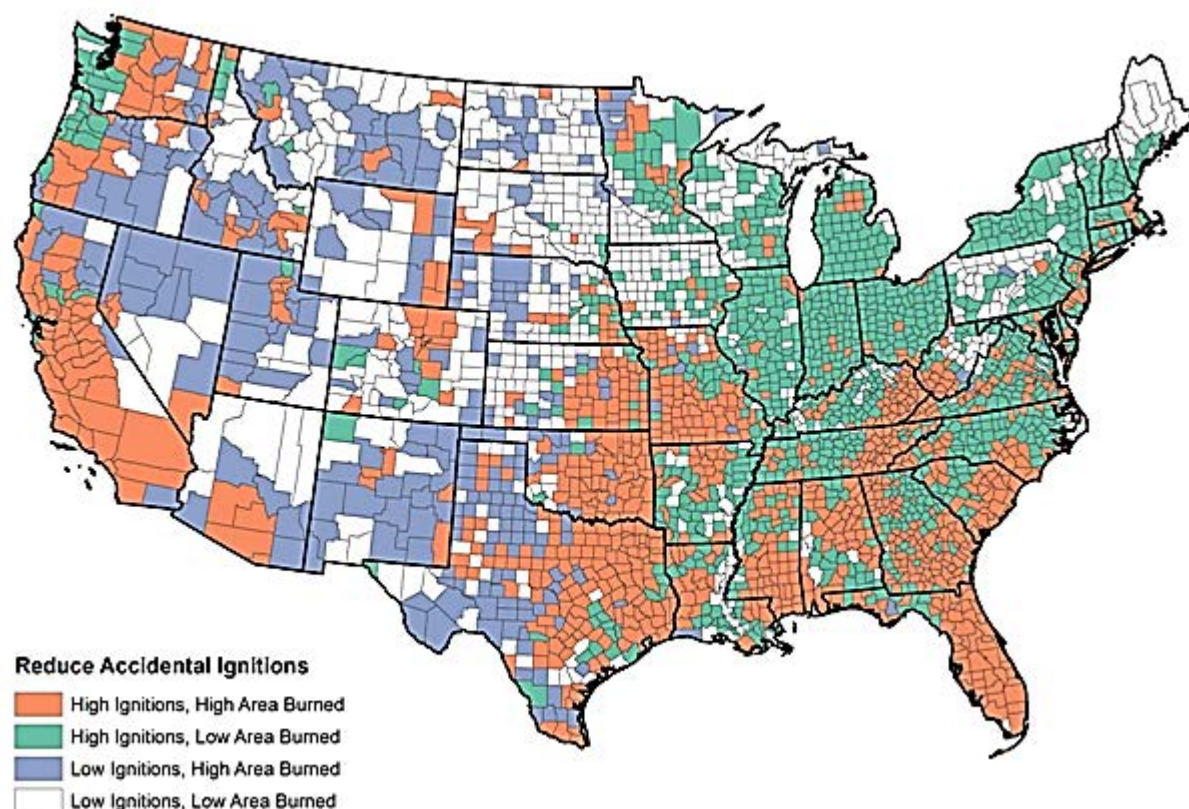 Reduce Accidental Ignitions
High Ignitions, High Area Burned
High Ignitions, Low Area Burned
Low Ignitions, High Area Burned
Low Ignitions, Low Area Burned